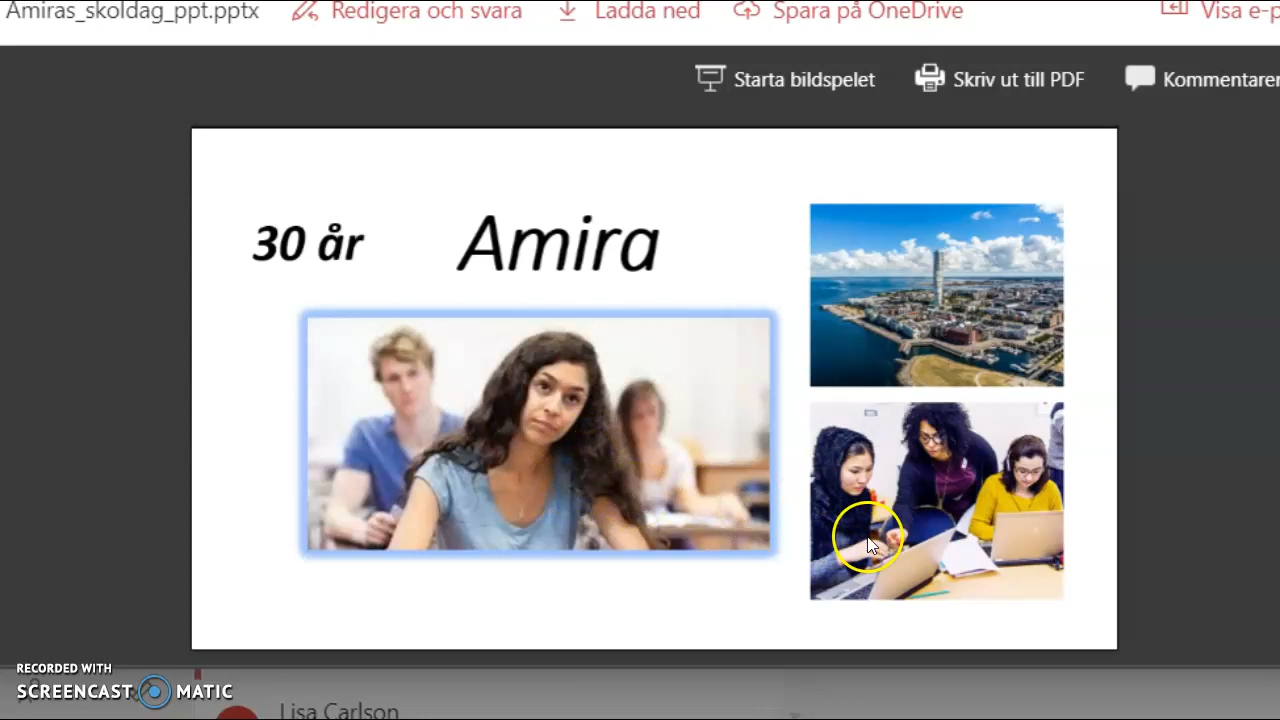 Amiras_skoldag_ppt.pptx Redigera och svara Ladda ned Spara på OneDrive Visa e-p
Starta bildspelet Skriv ut till PDF Kommentarer
30 år Amira
RECORDED WITH
SCREENCAST MATIC
Lisa Carlson